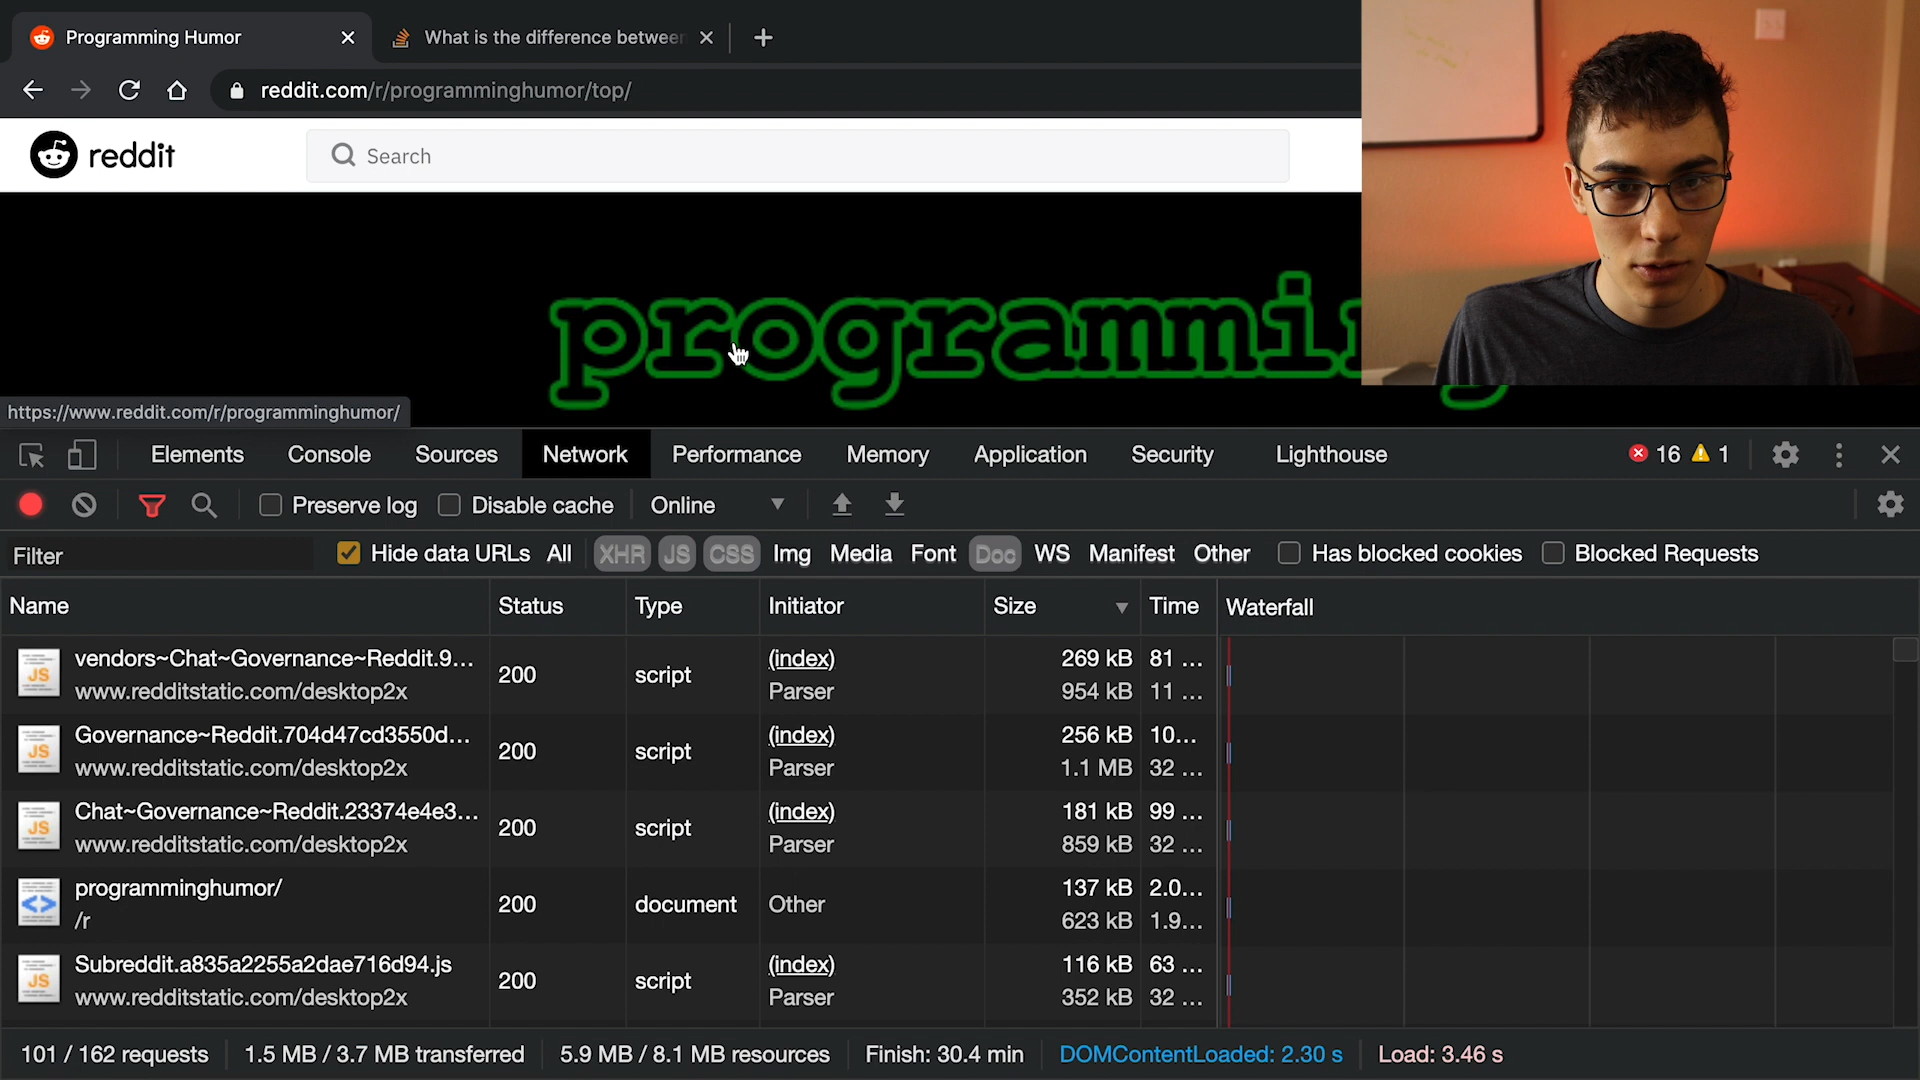 Programming Humor
What is the difference between
reddit.com/r/programminghumor/top/
reddit
Search
programming
https://www.reddit.com/r/programminghumor/
Elements Console Sources Network Performance Memory Application Security Lighthouse 16 1
Preserve log Disable cache Online
Filter Hide data URLs All XHR JS CSS Img Media Font Doc WS Manifest Other Has blocked cookies Blocked Requests
Name Status Type Initiator Size Time Waterfall
vendors~Chat~Governance~Reddit.9... (index) 269 kB 81 ...
JS 200 script
www.redditstatic.com/desktop2x Parser 954 kB 11 ...
Governance~Reddit.704d47cd3550d... (index) 256 kB 10...
JS 200 script
www.redditstatic.com/desktop2x Parser 1.1 MB 32 ...
Chat~Governance~Reddit.23374e4e3... (index) 181 kB 99 ...
JS 200 script
www.redditstatic.com/desktop2x Parser 859 kB 32 ...
programminghumor/ 137 kB 2.0...
200 document Other
/r 623 kB 1.9...
Subreddit.a835a2255a2dae716d94.js (index) 116 kB 63 ...
JS 200 script
www.redditstatic.com/desktop2x Parser 352 kB 32 ...
101 / 162 requests 1.5 MB / 3.7 MB transferred 5.9 MB / 8.1 MB resources Finish: 30.4 min DOMContentLoaded: 2.30 s Load: 3.46 s